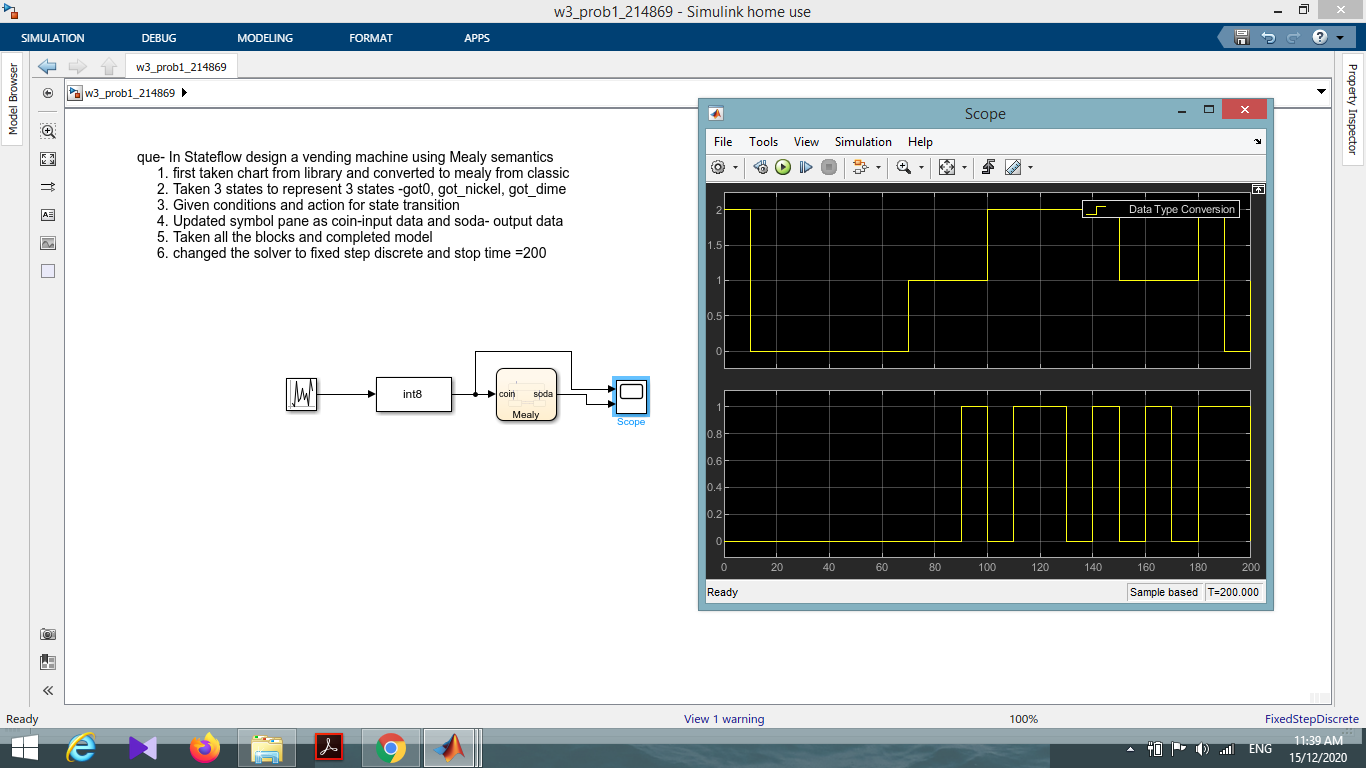 w3_prob1_214869 - Simulink home use
SIMULATION
DEBUG
MODELING
FORMAT
APPS
?
Model Browser
w3_prob1_214869
Property Inspector
w3_prob1_214869
que- In Stateflow design a vending machine using Mealy semantics
1. first taken chart from library and converted to mealy from classic
2. Taken 3 states to represent 3 states -got0, got_nickel, got_dime
3. Given conditions and action for state transition
4. Updated symbol pane as coin-input data and soda- output data
5. Taken all the blocks and completed model
6. changed the solver to fixed step discrete and stop time =200
int8
coin
soda
Mealy
Scope
Scope
File
Tools
View
Simulation
Help
Data Type Conversion
2
1.5
1
0.5
0
1
0.8
0.6
0.4
0.2
0
0 20 40 60 80 100 120 140 160 180 200
Ready
Sample based
T=200.000
Ready
View 1 warning
100%
FixedStepDiscrete
ENG
11:39 AM
15/12/2020